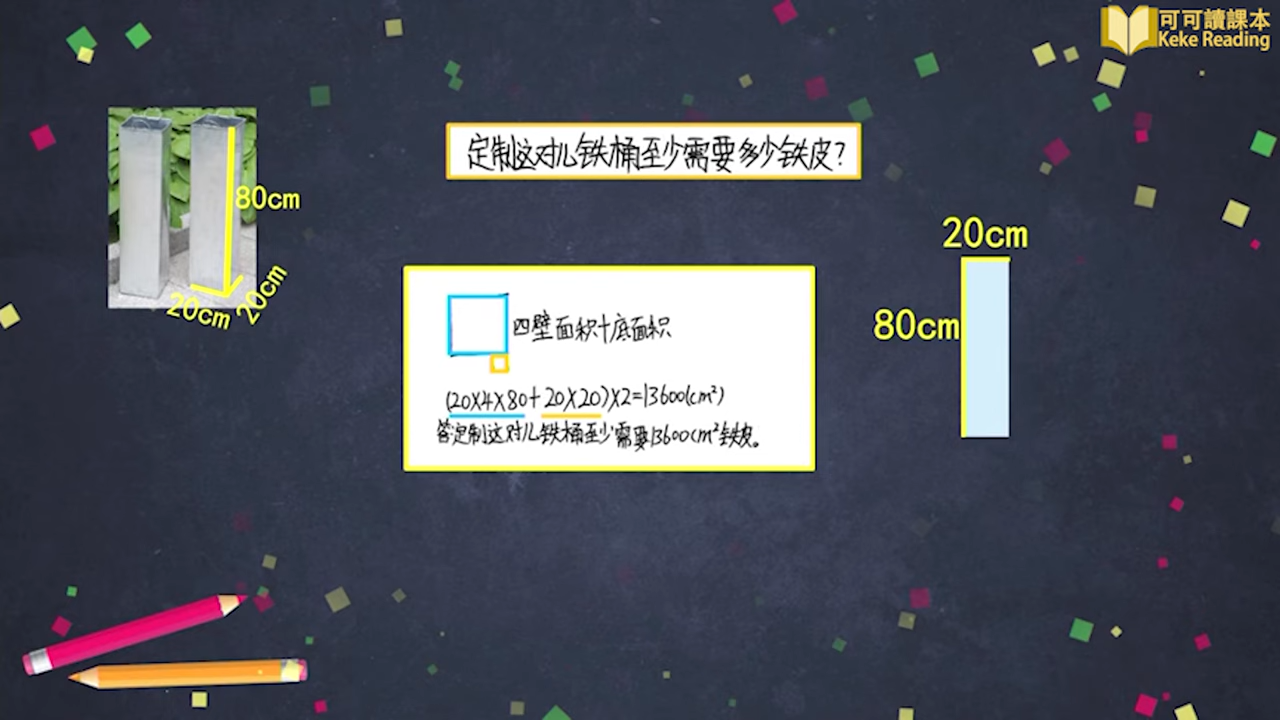 可可讀課本
Keke Reading
定制这对儿铁桶至少需要多少铁皮?
80cm
20cm
20cm
20cm
80cm
四壁面积+底面积
(20×4×80+20×20)×2=13600(cm²)
答定制这对儿铁桶至少需要13600cm²铁皮。